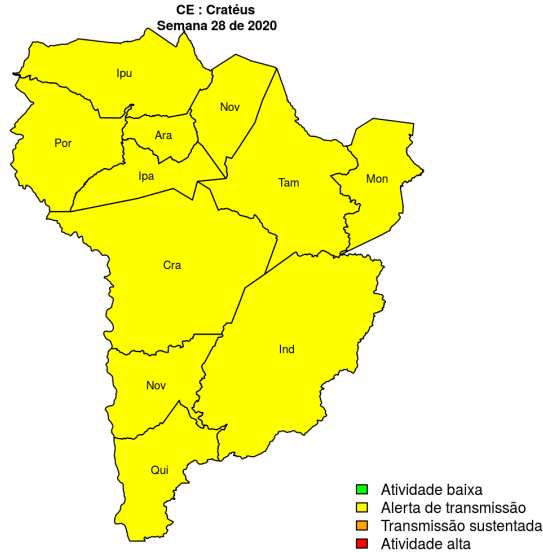 CE : Cratéus
Semana 28 de 2020
Ipu
Nov
Por
Ara
Ipa
Tam
Mon
Cra
Ind
Nov
Qui
Atividade baixa
Alerta de transmissão
Transmissão sustentada
Atividade alta